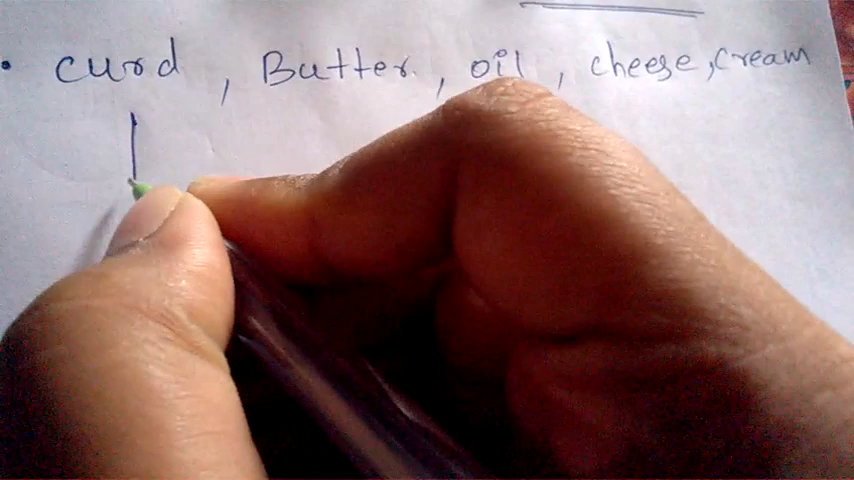 • curd , Butter , oil , cheese , Cream